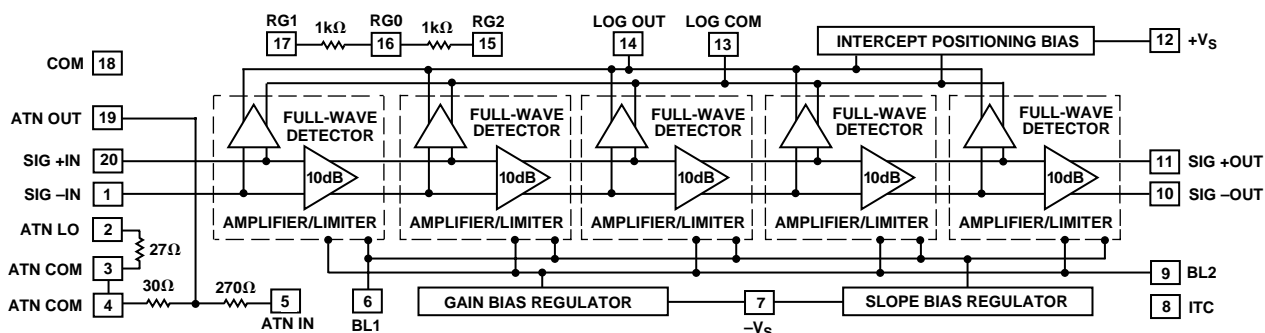 RG1 1kΩ RG0 1kΩ RG2 LOG OUT LOG COM
17 16 15 14 13 INTERCEPT POSITIONING BIAS 12 +VS
COM 18
ATN OUT 19
FULL-WAVE DETECTOR
FULL-WAVE DETECTOR
FULL-WAVE DETECTOR
FULL-WAVE DETECTOR
FULL-WAVE DETECTOR
SIG +IN 20
11 SIG +OUT
10dB 10dB 10dB 10dB 10dB
SIG –IN 1
10 SIG –OUT
AMPLIFIER/LIMITER AMPLIFIER/LIMITER AMPLIFIER/LIMITER AMPLIFIER/LIMITER AMPLIFIER/LIMITER
ATN LO 2
27Ω
ATN COM 3
9 BL2
ATN COM 4 30Ω 270Ω 5 ATN IN
6 BL1
GAIN BIAS REGULATOR 7 –VS SLOPE BIAS REGULATOR
8 ITC